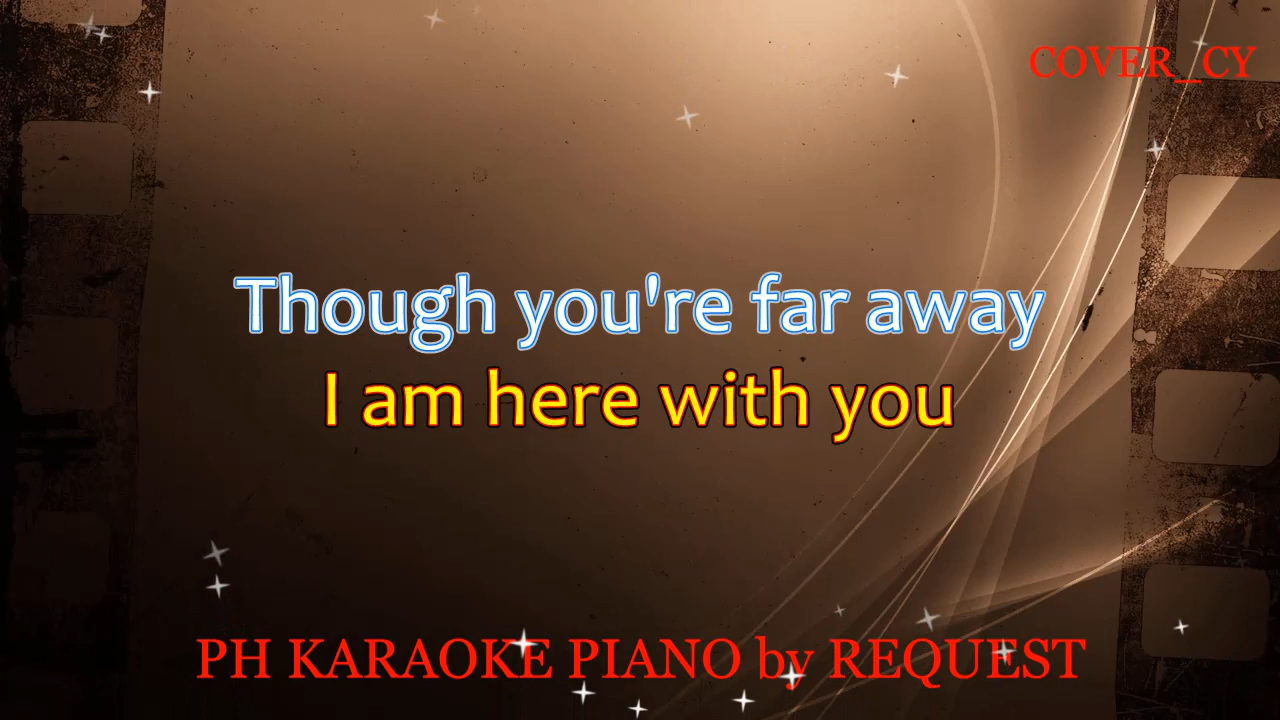 COVER_CY
Though you're far away
I am here with you
PH KARAOKE PIANO by REQUEST